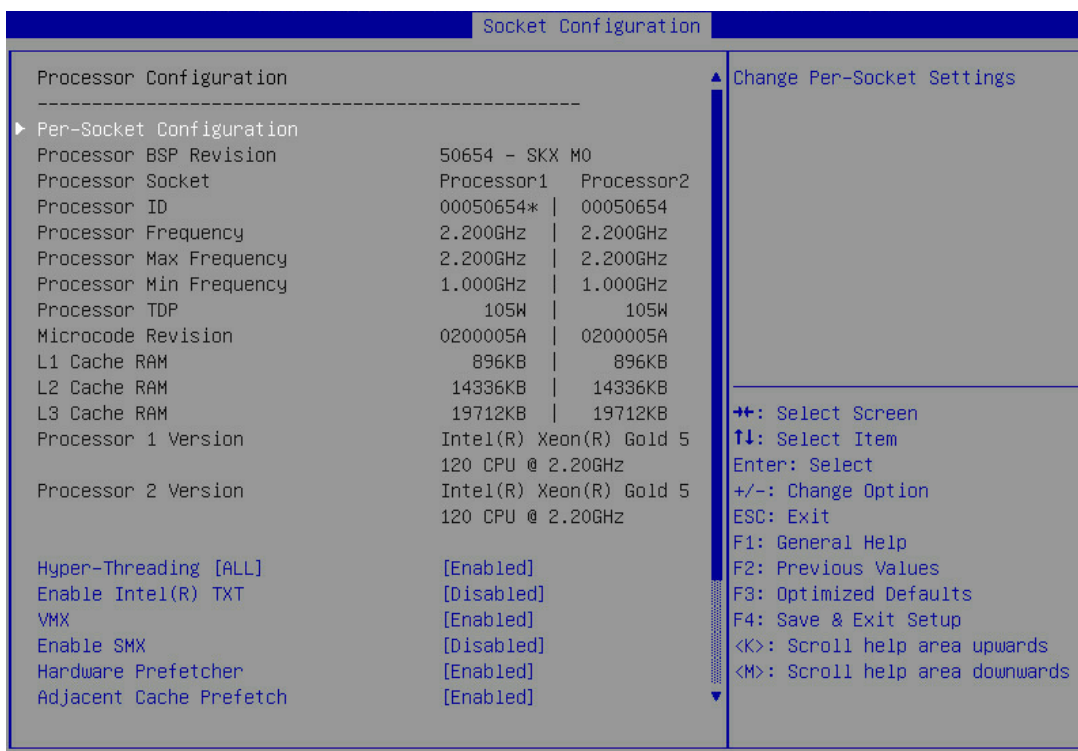 Socket Configuration
Processor Configuration
------------------------------------------------
Per-Socket Configuration
Processor BSP Revision 50654 - SKX M0
Processor Socket Processor1 Processor2
Processor ID 00050654* | 00050654
Processor Frequency 2.200GHz | 2.200GHz
Processor Max Frequency 2.200GHz | 2.200GHz
Processor Min Frequency 1.000GHz | 1.000GHz
Processor TDP 105W | 105W
Microcode Revision 0200005A | 0200005A
L1 Cache RAM 896KB | 896KB
L2 Cache RAM 14336KB | 14336KB
L3 Cache RAM 19712KB | 19712KB
Processor 1 Version Intel(R) Xeon(R) Gold 5
120 CPU @ 2.20GHz
Processor 2 Version Intel(R) Xeon(R) Gold 5
120 CPU @ 2.20GHz
Hyper-Threading [ALL] [Enabled]
Enable Intel(R) TXT [Disabled]
VMX [Enabled]
Enable SMX [Disabled]
Hardware Prefetcher [Enabled]
Adjacent Cache Prefetch [Enabled]
Change Per-Socket Settings
→←: Select Screen
↑↓: Select Item
Enter: Select
+/-: Change Option
ESC: Exit
F1: General Help
F2: Previous Values
F3: Optimized Defaults
F4: Save & Exit Setup
<K>: Scroll help area upwards
<M>: Scroll help area downwards